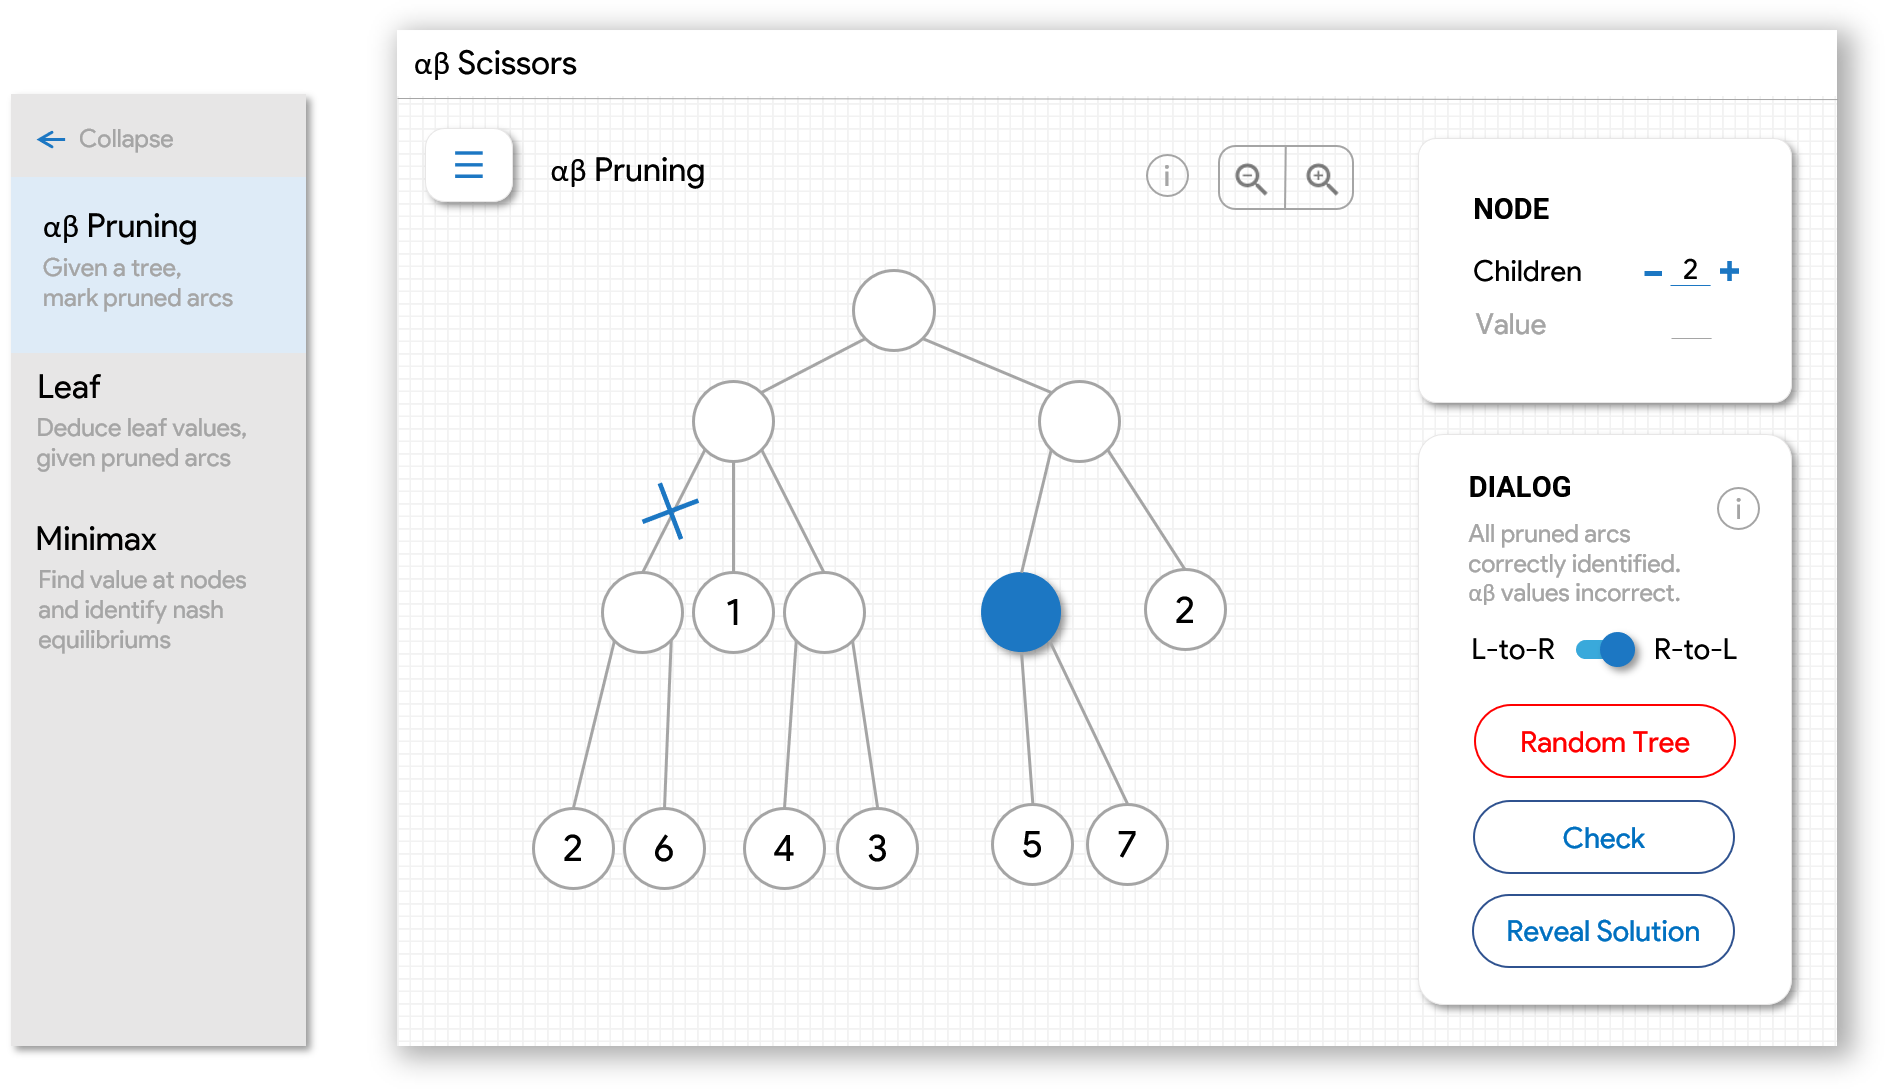 αβ Scissors
Collapse
αβ Pruning
Given a tree,
mark pruned arcs
Leaf
Deduce leaf values,
given pruned arcs
Minimax
Find value at nodes
and identify nash
equilibriums
αβ Pruning
i
1
2
2
6
4
3
5
7
NODE
Children
2
Value
DIALOG
i
All pruned arcs
correctly identified.
αβ values incorrect.
L-to-R
R-to-L
Random Tree
Check
Reveal Solution